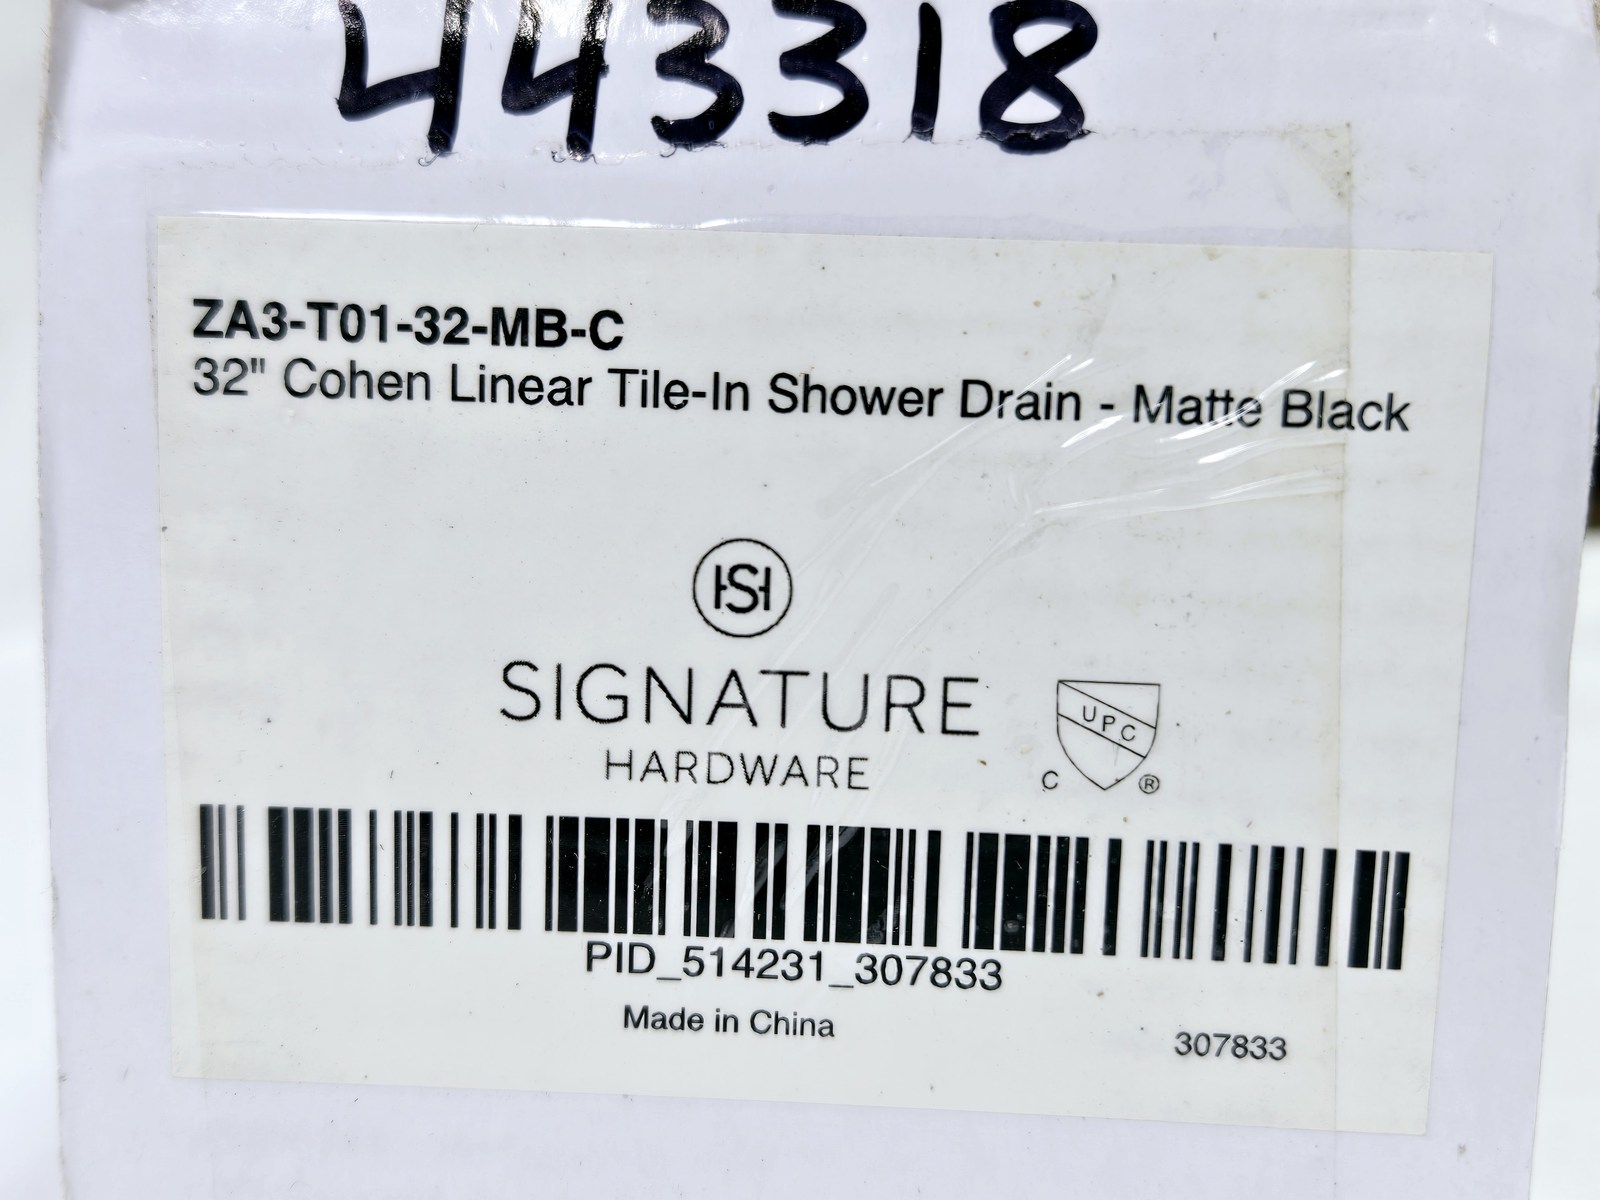 443318
ZA3-T01-32-MB-C
32" Cohen Linear Tile-In Shower Drain - Matte Black
HS
SIGNATURE
HARDWARE
UPC
C ®
PID_514231_307833
Made in China
307833